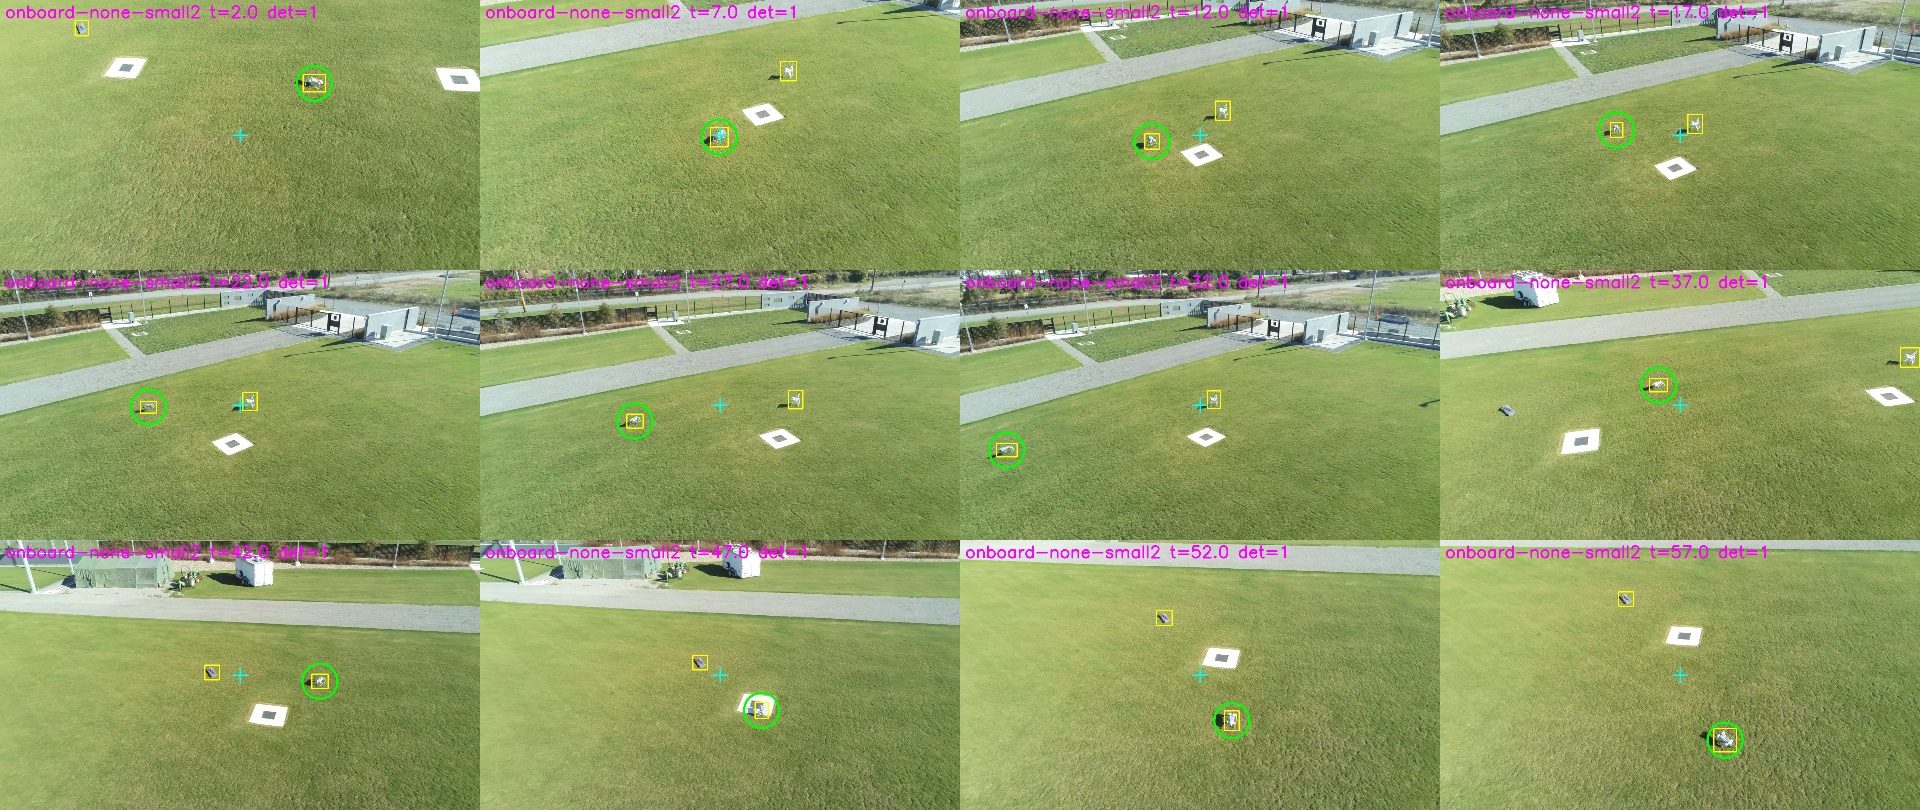 onboard-none-small2 t=2.0 det=1
onboard-none-small2 t=7.0 det=1
onboard-none-small2 t=12.0 det=1
onboard-none-small2 t=17.0 det=1
onboard-none-small2 t=22.0 det=1
onboard-none-small2 t=27.0 det=1
onboard-none-small2 t=32.0 det=1
onboard-none-small2 t=37.0 det=1
onboard-none-small2 t=42.0 det=1
onboard-none-small2 t=47.0 det=1
onboard-none-small2 t=52.0 det=1
onboard-none-small2 t=57.0 det=1